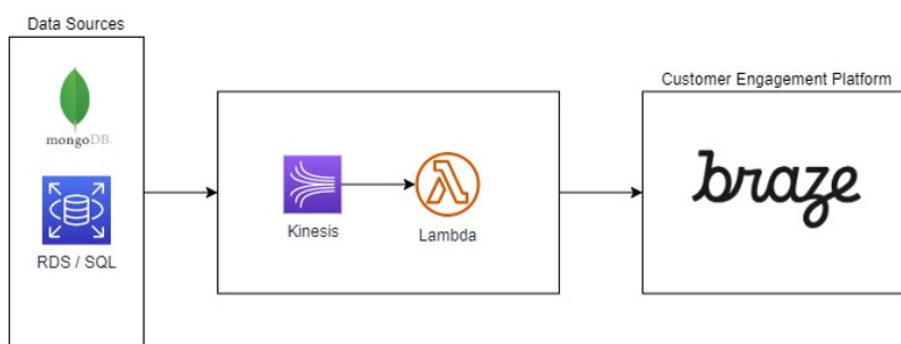 Data Sources
mongoDB.
RDS / SQL
Kinesis
Lambda
Customer Engagement Platform
braze